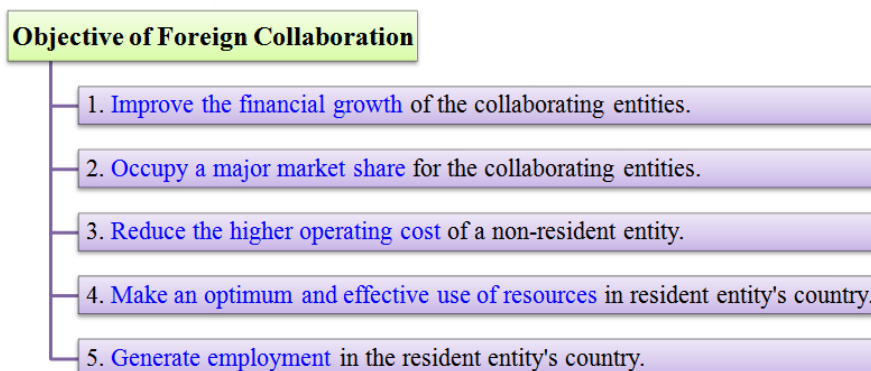 Objective of Foreign Collaboration
1. Improve the financial growth of the collaborating entities.
2. Occupy a major market share for the collaborating entities.
3. Reduce the higher operating cost of a non-resident entity.
4. Make an optimum and effective use of resources in resident entity's country.
5. Generate employment in the resident entity's country.